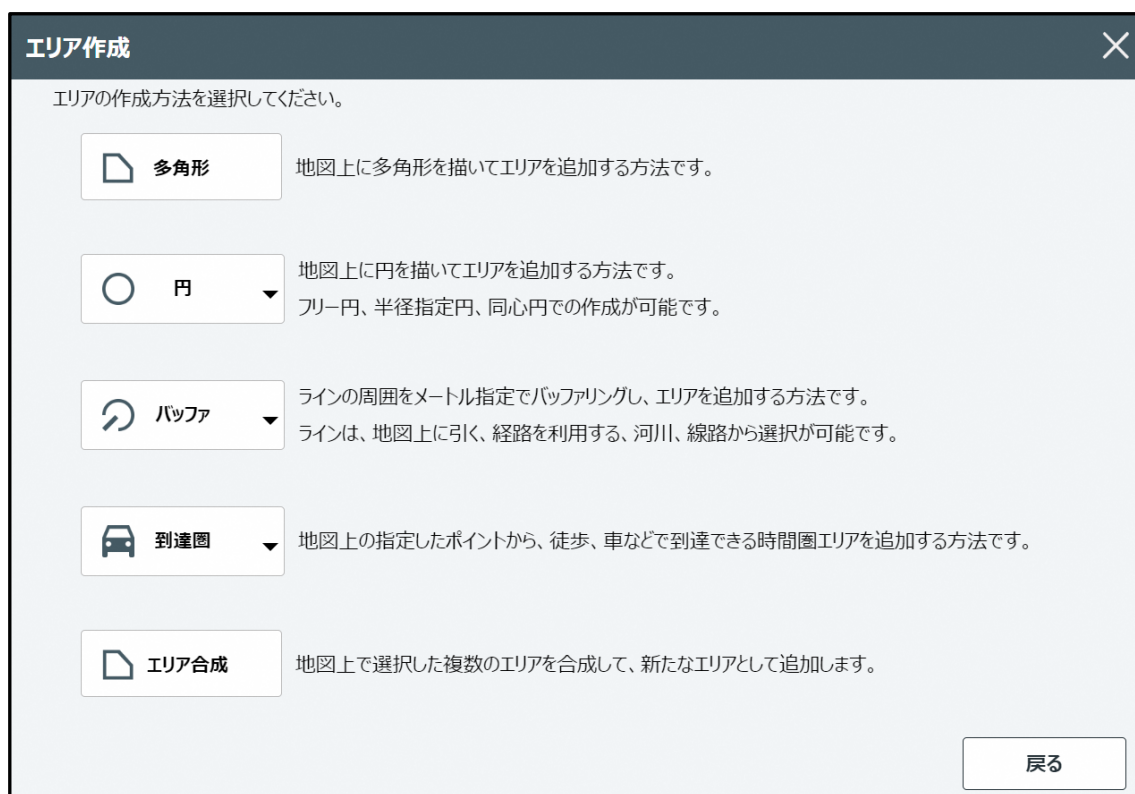 エリア作成
エリアの作成方法を選択してください。
多角形
地図上に多角形を描いてエリアを追加する方法です。
円
地図上に円を描いてエリアを追加する方法です。
フリー円、半径指定円、同心円での作成が可能です。
バッファ
ラインの周囲をメートル指定でバッファリングし、エリアを追加する方法です。
ラインは、地図上に引く、経路を利用する、河川、線路から選択が可能です。
到達圏
地図上の指定したポイントから、徒歩、車などで到達できる時間圏エリアを追加する方法です。
エリア合成
地図上で選択した複数のエリアを合成して、新たなエリアとして追加します。
戻る